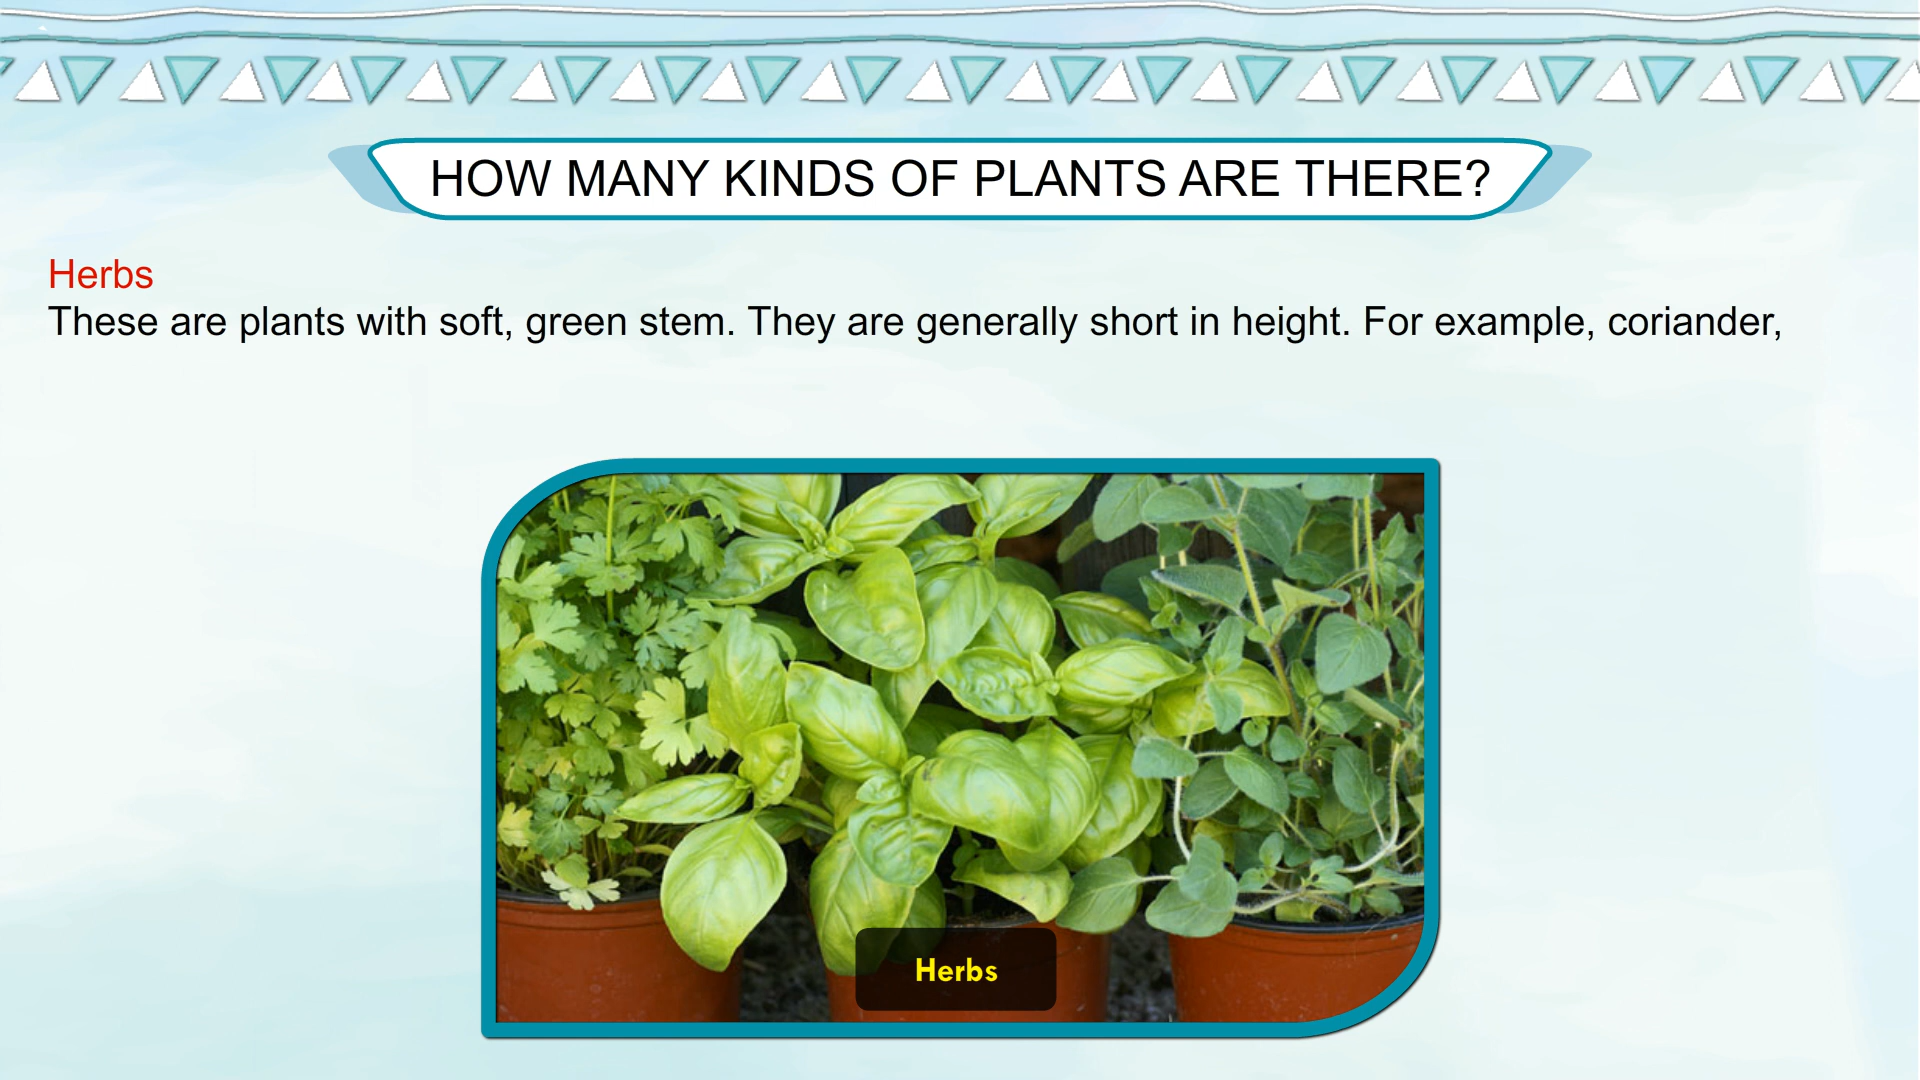 HOW MANY KINDS OF PLANTS ARE THERE?
Herbs
These are plants with soft, green stem. They are generally short in height. For example, coriander,
Herbs